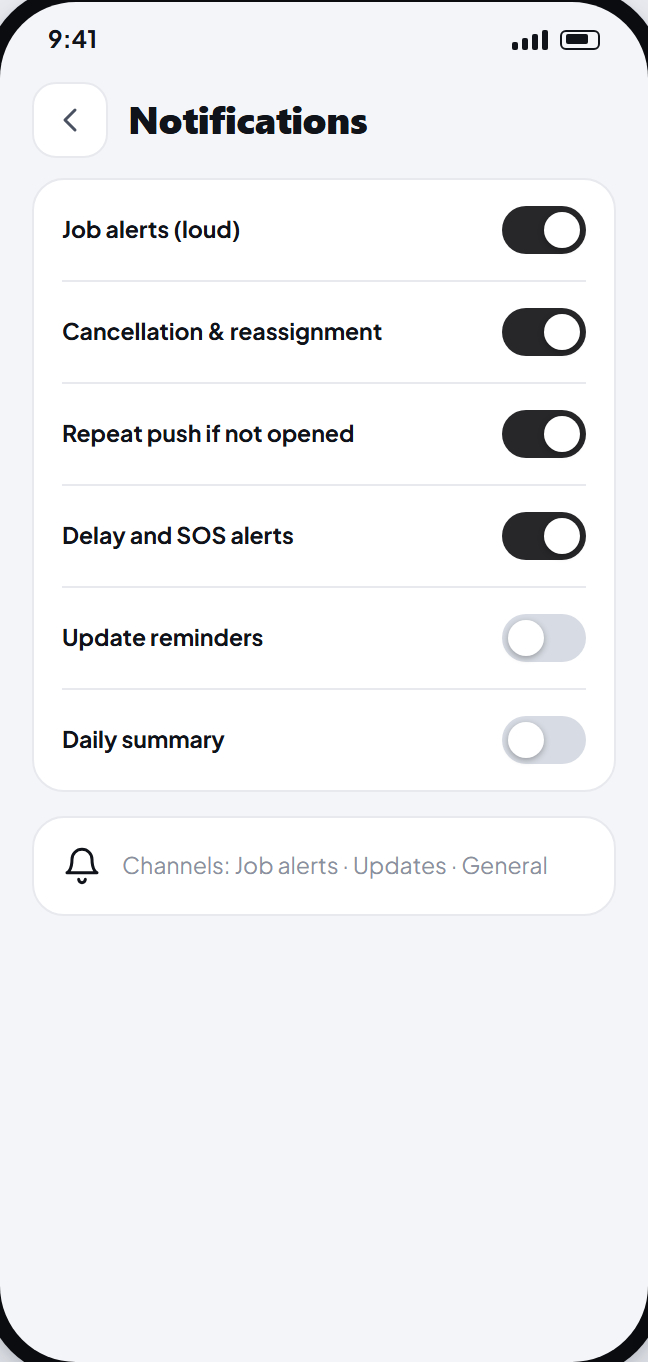 9:41
Notifications
Job alerts (loud)
Cancellation & reassignment
Repeat push if not opened
Delay and SOS alerts
Update reminders
Daily summary
Channels: Job alerts · Updates · General